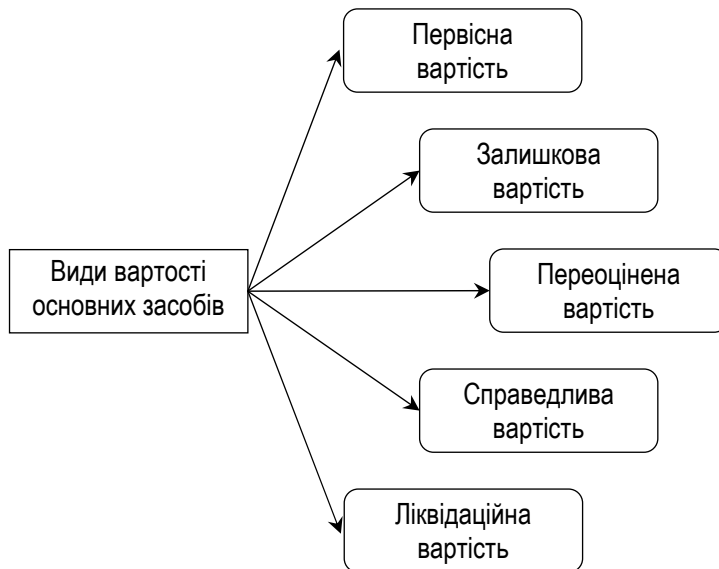 Первісна
вартість
Залишкова
вартість
Види вартості
основних засобів
Переоцінена
вартість
Справедлива
вартість
Ліквідаційна
вартість